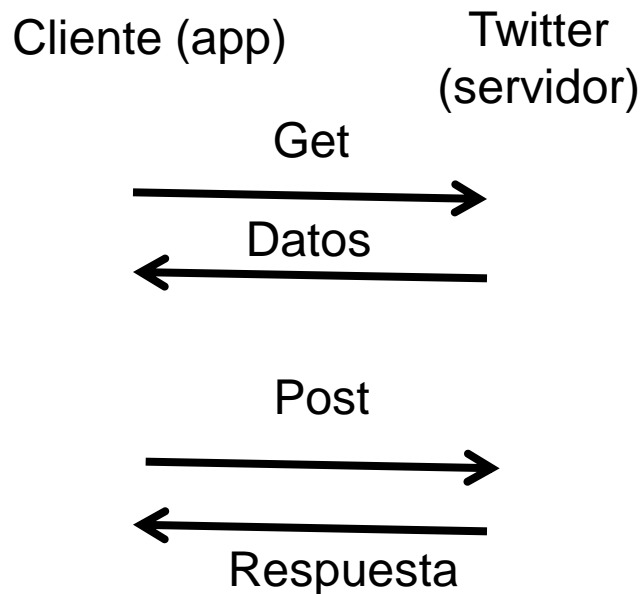 Cliente (app)
Twitter
(servidor)
Get
Datos
Post
Respuesta